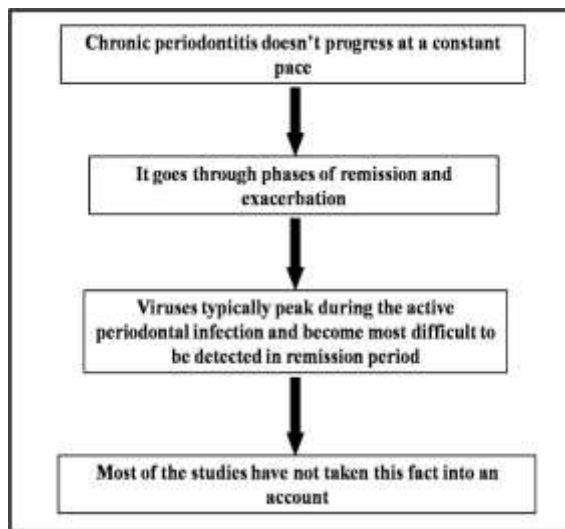 Chronic periodontitis doesn't progress at a constant
pace
It goes through phases of remission and
exacerbation
Viruses typically peak during the active
periodontal infection and become most difficult to
be detected in remission period
Most of the studies have not taken this fact into an
account